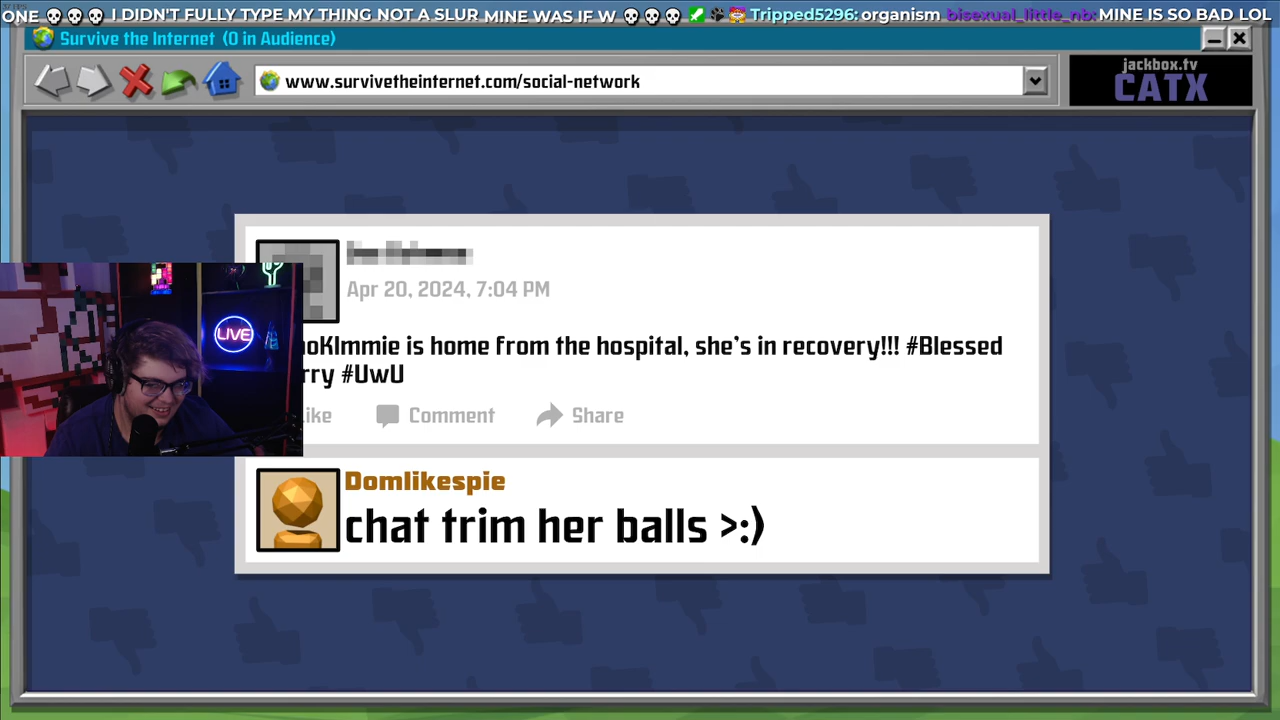 ONE I DIDN'T FULLY TYPE MY THING NOT A SLUR MINE WAS IF W Tripped5296: organism bisexual_little_nb: MINE IS SO BAD LOL
Survive the Internet (0 in Audience)
www.survivetheinternet.com/social-network
jackbox.tv
CATX
Apr 20, 2024, 7:04 PM
is home from the hospital, she's in recovery!!! #Blessed
#UwU
Comment Share
LIVE
Domlikespie
chat trim her balls >:)